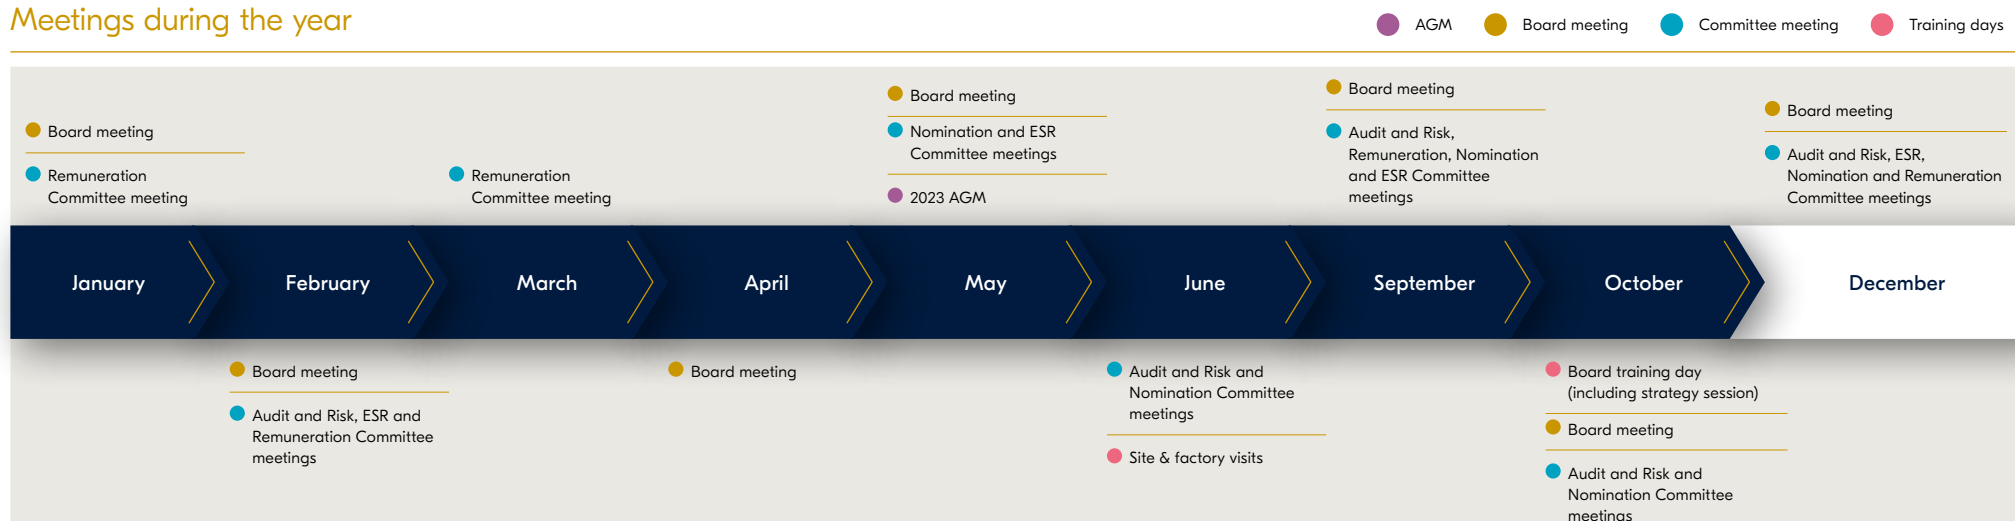 Meetings during the year
AGM
Board meeting
Committee meeting
Training days
Board meeting
Remuneration
Committee meeting
Remuneration
Committee meeting
Board meeting
Nomination and ESR
Committee meetings
2023 AGM
Board meeting
Audit and Risk,
Remuneration, Nomination
and ESR Committee
meetings
Board meeting
Audit and Risk, ESR,
Nomination and Remuneration
Committee meetings
January
February
March
April
May
June
September
October
December
Board meeting
Audit and Risk, ESR and
Remuneration Committee
meetings
Board meeting
Audit and Risk and
Nomination Committee
meetings
Site & factory visits
Board training day
(including strategy session)
Board meeting
Audit and Risk and
Nomination Committee
meetings